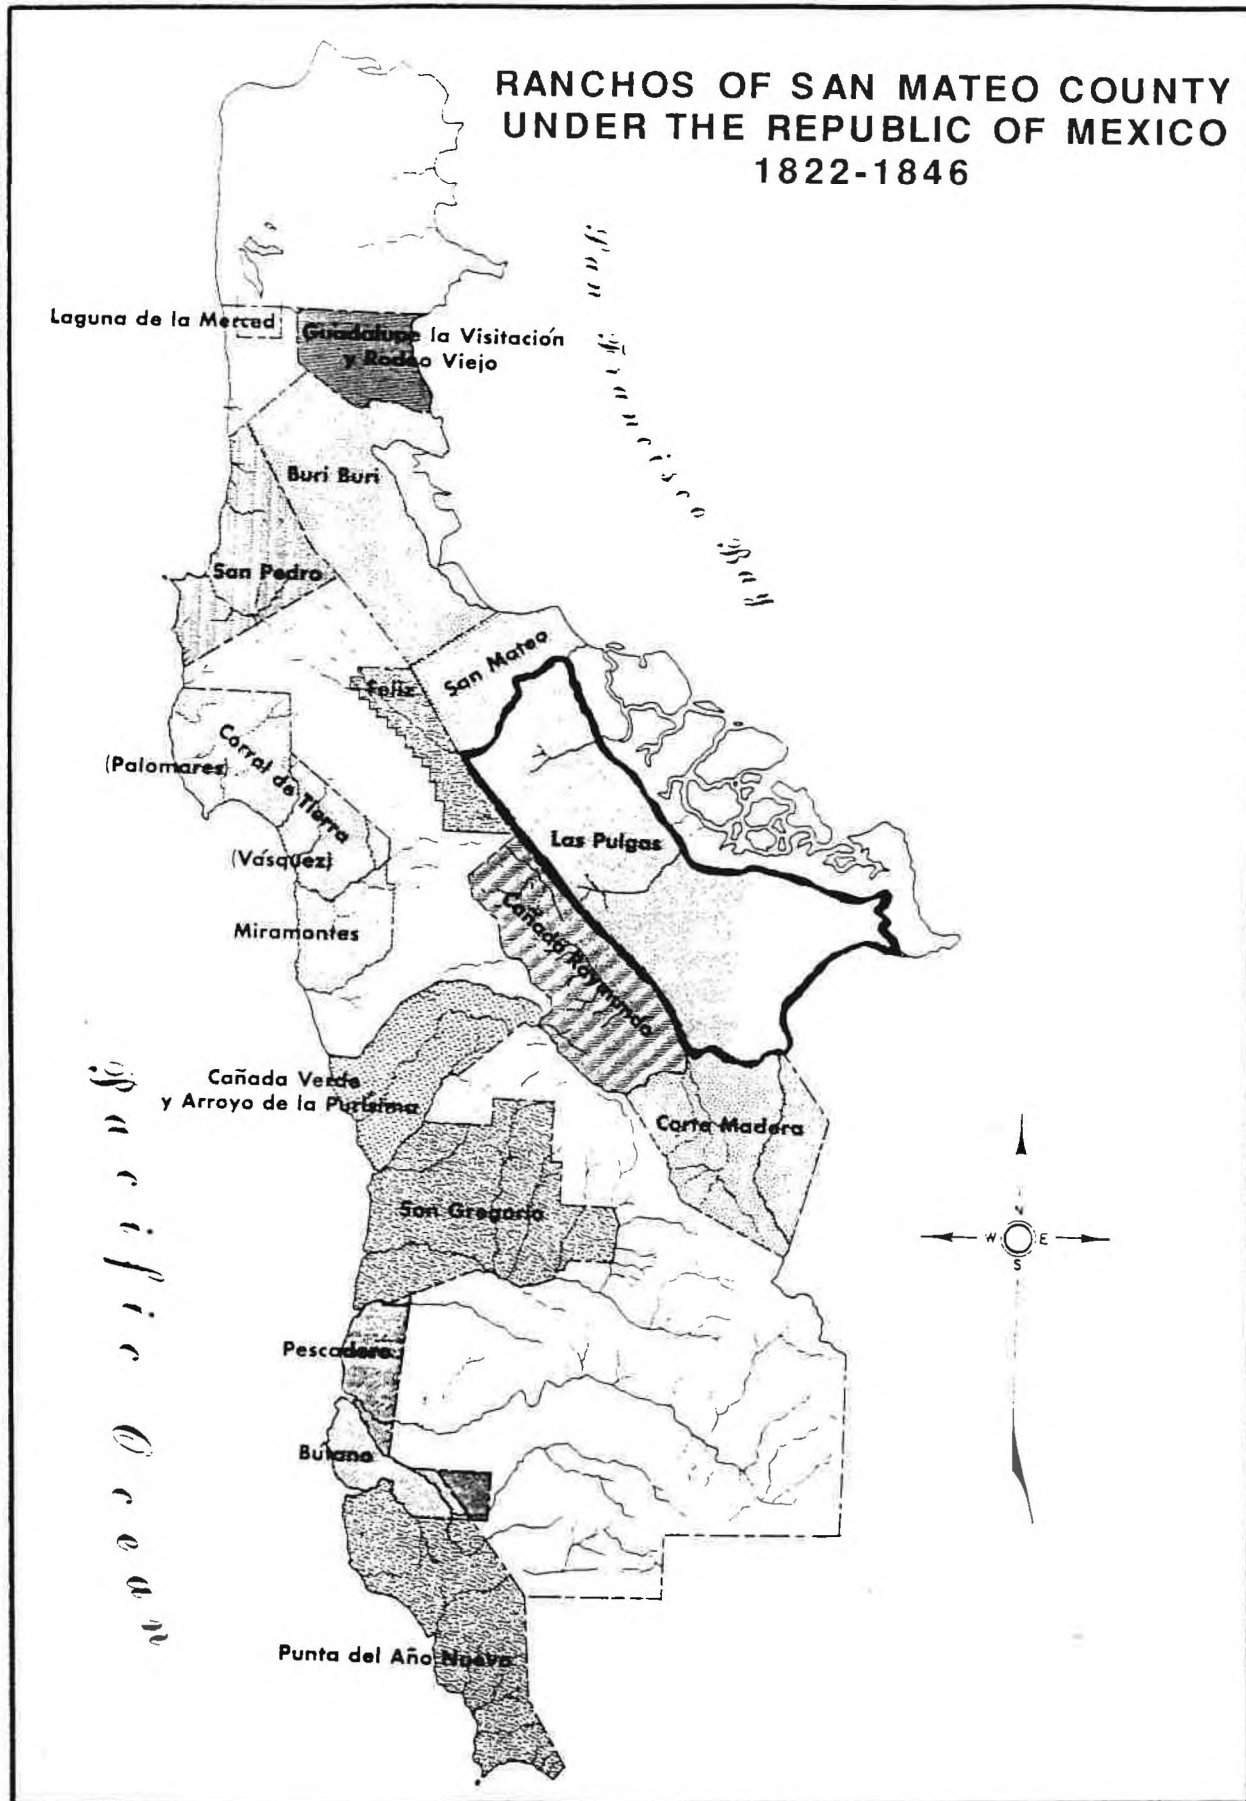 RANCHOS OF SAN MATEO COUNTY
UNDER THE REPUBLIC OF MEXICO
1822-1846
San Francisco Bay
Laguna de la Merced
Guadalupe la Visitación
y Rodeo Viejo
Buri Buri
San Pedro
San Mateo
Feliz
Corral de Tierra
(Palomares)
Las Pulgas
(Vásquez)
Cañada Raymundo
Miramontes
Pacific Ocean
Cañada Verde
y Arroyo de la Purísima
Corte Madera
San Gregorio
N
W E
S
Pescadero
Butano
Punta del Año Nuevo